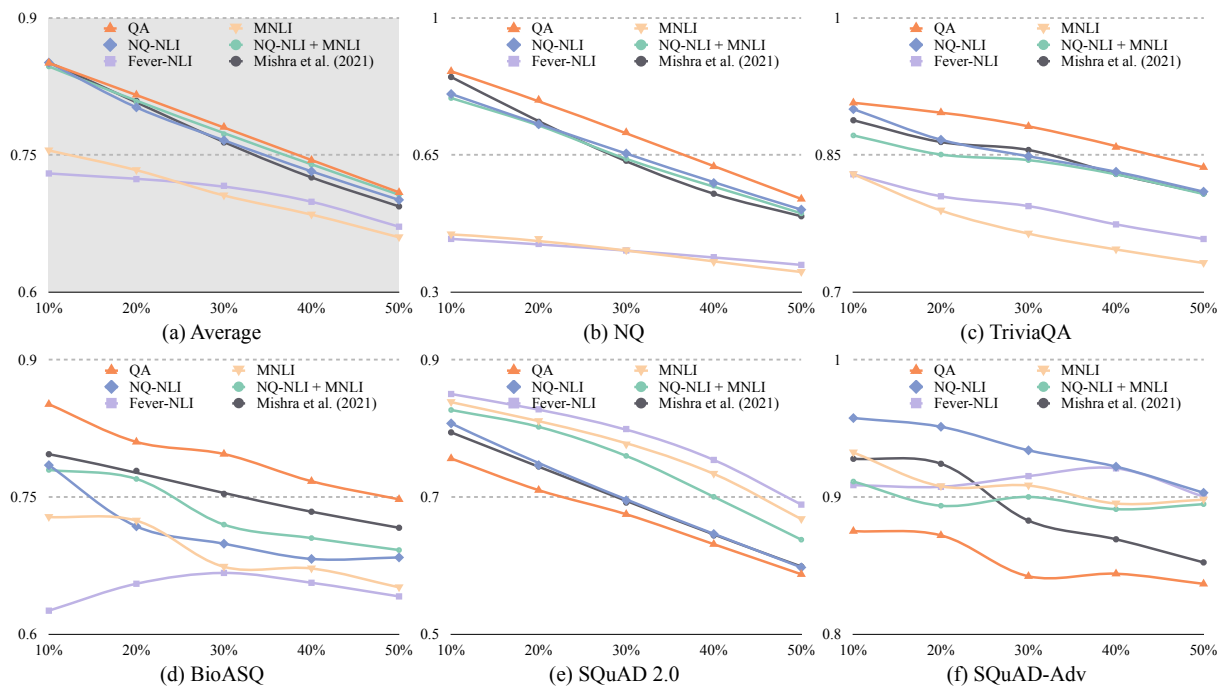 0.9
QA
MNLI
NQ-NLI
NQ-NLI + MNLI
Fever-NLI
Mishra et al. (2021)
0.75
0.6
10%
20%
30%
40%
50%
(a) Average
1
0.65
0.3
QA
MNLI
NQ-NLI
NQ-NLI + MNLI
Fever-NLI
Mishra et al. (2021)
10%
20%
30%
40%
50%
(b) NQ
1
0.85
0.7
QA
MNLI
NQ-NLI
NQ-NLI + MNLI
Fever-NLI
Mishra et al. (2021)
10%
20%
30%
40%
50%
(c) TriviaQA
0.9
QA
MNLI
NQ-NLI
NQ-NLI + MNLI
Fever-NLI
Mishra et al. (2021)
0.75
0.6
10%
20%
30%
40%
50%
(d) BioASQ
0.9
QA
MNLI
NQ-NLI
NQ-NLI + MNLI
Fever-NLI
Mishra et al. (2021)
0.7
0.5
10%
20%
30%
40%
50%
(e) SQuAD 2.0
1
QA
MNLI
NQ-NLI
NQ-NLI + MNLI
Fever-NLI
Mishra et al. (2021)
0.9
0.8
10%
20%
30%
40%
50%
(f) SQuAD-Adv